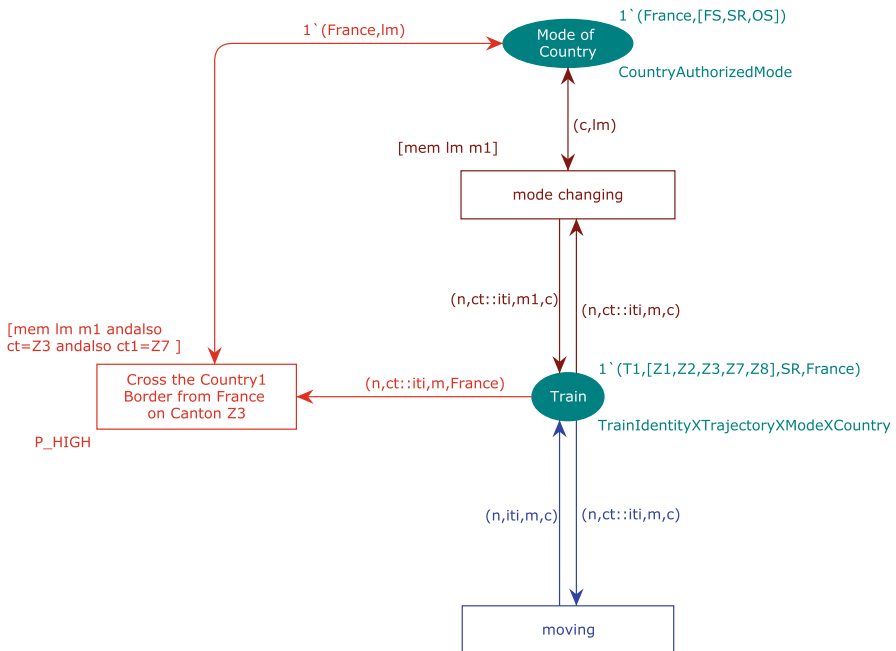 1`(France,[FS,SR,OS])
1`(France,lm)
Mode of
Country
CountryAuthorizedMode
(c,lm)
[mem lm m1]
mode changing
(n,ct::iti,m1,c)
(n,ct::iti,m,c)
[mem lm m1 andalso
ct=Z3 andalso ct1=Z7 ]
1`(T1,[Z1,Z2,Z3,Z7,Z8],SR,France)
Cross the Country1
Border from France
on Canton Z3
(n,ct::iti,m,France)
Train
TrainIdentityXTrajectoryXModeXCountry
P_HIGH
(n,iti,m,c)
(n,ct::iti,m,c)
moving